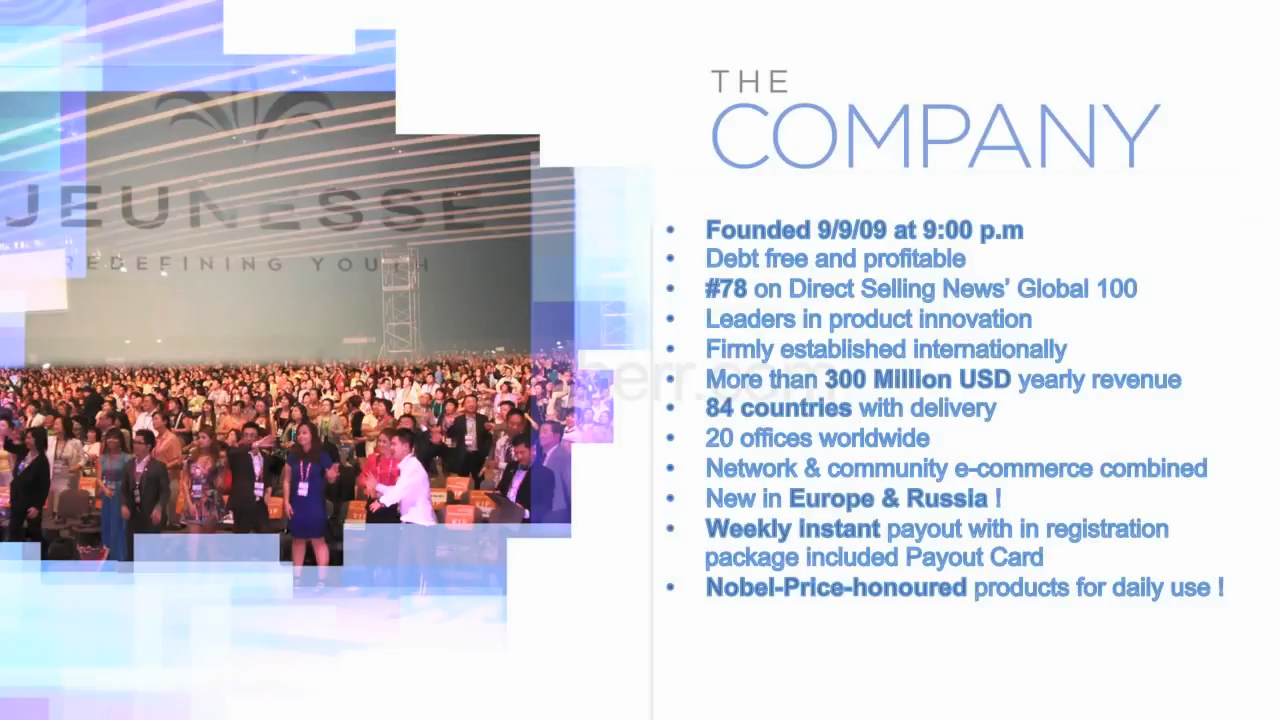 JEUNESSE
REDEFINING YOUTH
THE
COMPANY
• Founded 9/9/09 at 9:00 p.m
• Debt free and profitable
• #78 on Direct Selling News’ Global 100
• Leaders in product innovation
• Firmly established internationally
• More than 300 Million USD yearly revenue
• 84 countries with delivery
• 20 offices worldwide
• Network & community e-commerce combined
• New in Europe & Russia !
• Weekly Instant payout with in registration
package included Payout Card
• Nobel-Price-honoured products for daily use !